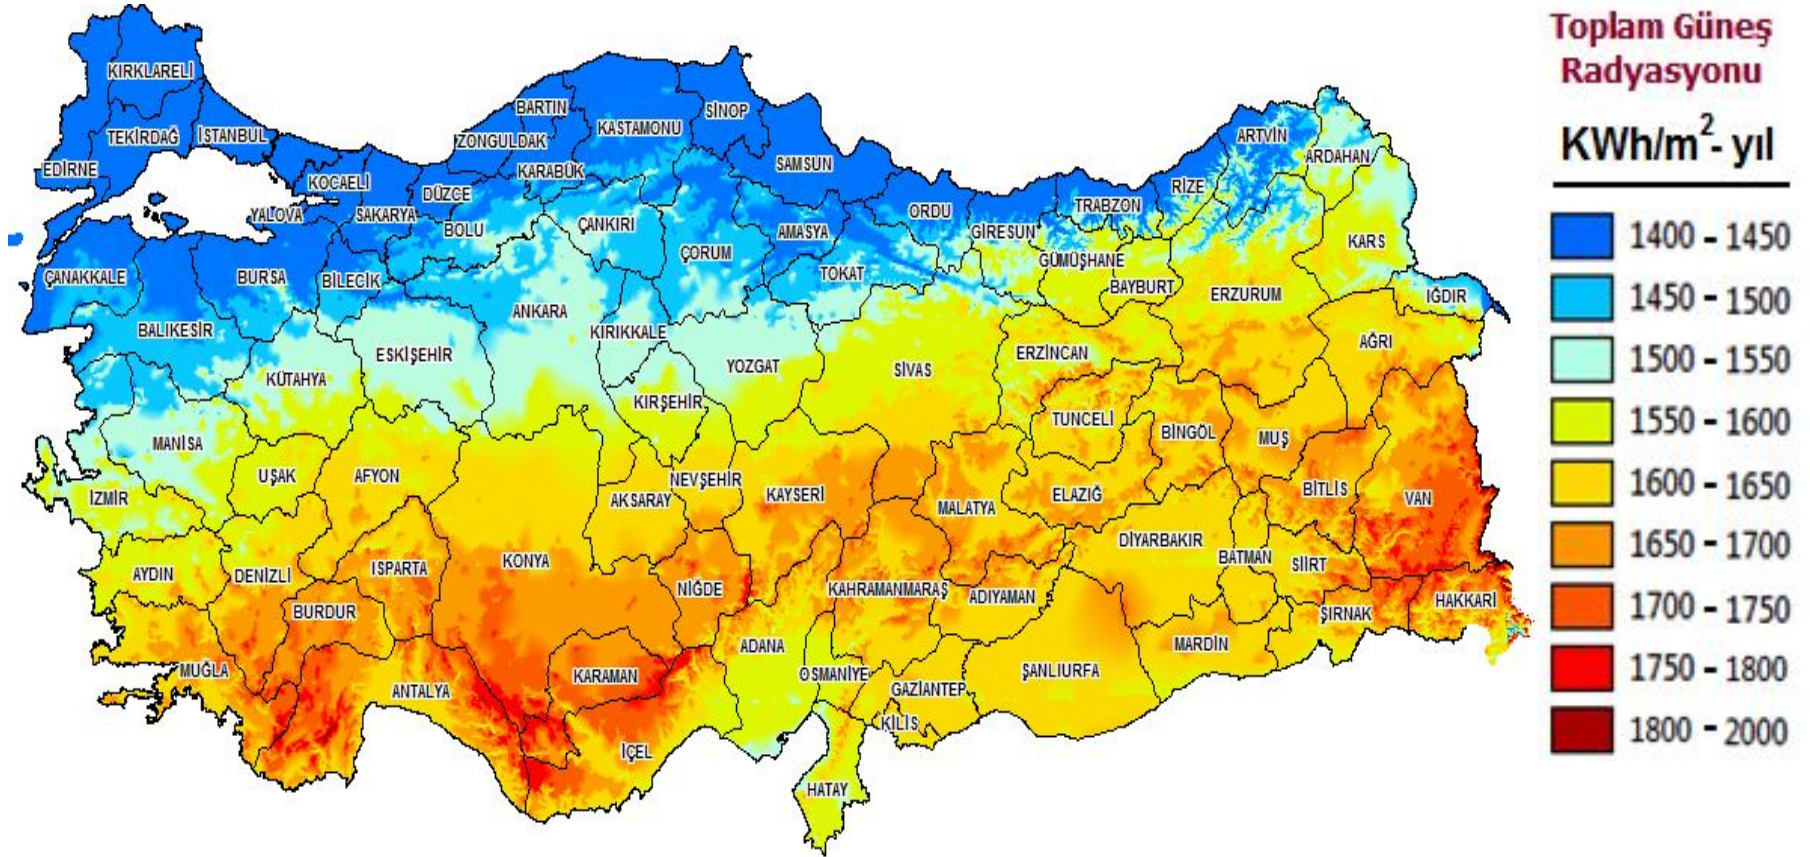 Toplam Güneş
Radyasyonu
KWh/m²- yıl
1400 - 1450
1450 - 1500
1500 - 1550
1550 - 1600
1600 - 1650
1650 - 1700
1700 - 1750
1750 - 1800
1800 - 2000
KIRKLARELİ
TEKİRDAĞ
İSTANBUL
EDİRNE
KOCAELİ
YALOVA
SAKARYA
DÜZCE
ZONGULDAK
BARTIN
KARABÜK
KASTAMONU
SİNOP
SAMSUN
BOLU
ÇANKIRI
ÇORUM
AMASYA
TOKAT
ORDU
GİRESUN
TRABZON
RİZE
ARTVİN
ARDAHAN
KARS
IĞDIR
GÜMÜŞHANE
BAYBURT
ERZURUM
AĞRI
ÇANAKKALE
BURSA
BİLECİK
BALIKESİR
KÜTAHYA
ESKİŞEHİR
ANKARA
KIRIKKALE
YOZGAT
KIRŞEHİR
SİVAS
ERZİNCAN
TUNCELİ
BİNGÖL
MUŞ
MANİSA
İZMİR
UŞAK
AFYON
AKSARAY
NEVŞEHİR
KAYSERİ
MALATYA
ELAZIĞ
BİTLİS
VAN
AYDIN
DENİZLİ
ISPARTA
BURDUR
KONYA
NİĞDE
KAHRAMANMARAŞ
ADIYAMAN
DİYARBAKIR
BATMAN
SİİRT
ŞIRNAK
HAKKARİ
MUĞLA
ANTALYA
KARAMAN
İÇEL
ADANA
OSMANİYE
GAZİANTEP
KİLİS
HATAY
ŞANLIURFA
MARDİN